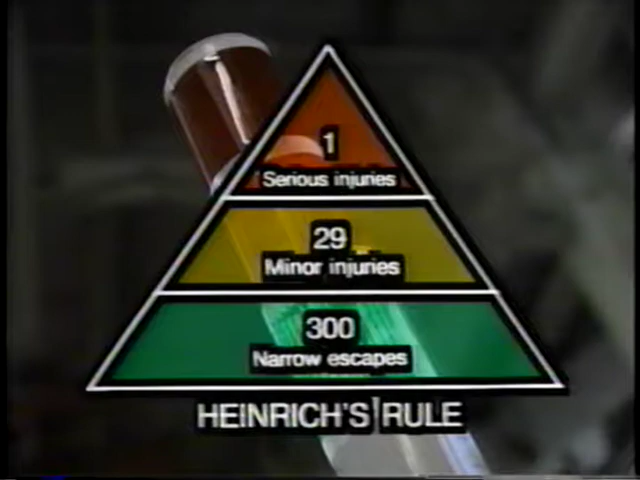 1
Serious injuries
29
Minor injuries
300
Narrow escapes
HEINRICH'S RULE